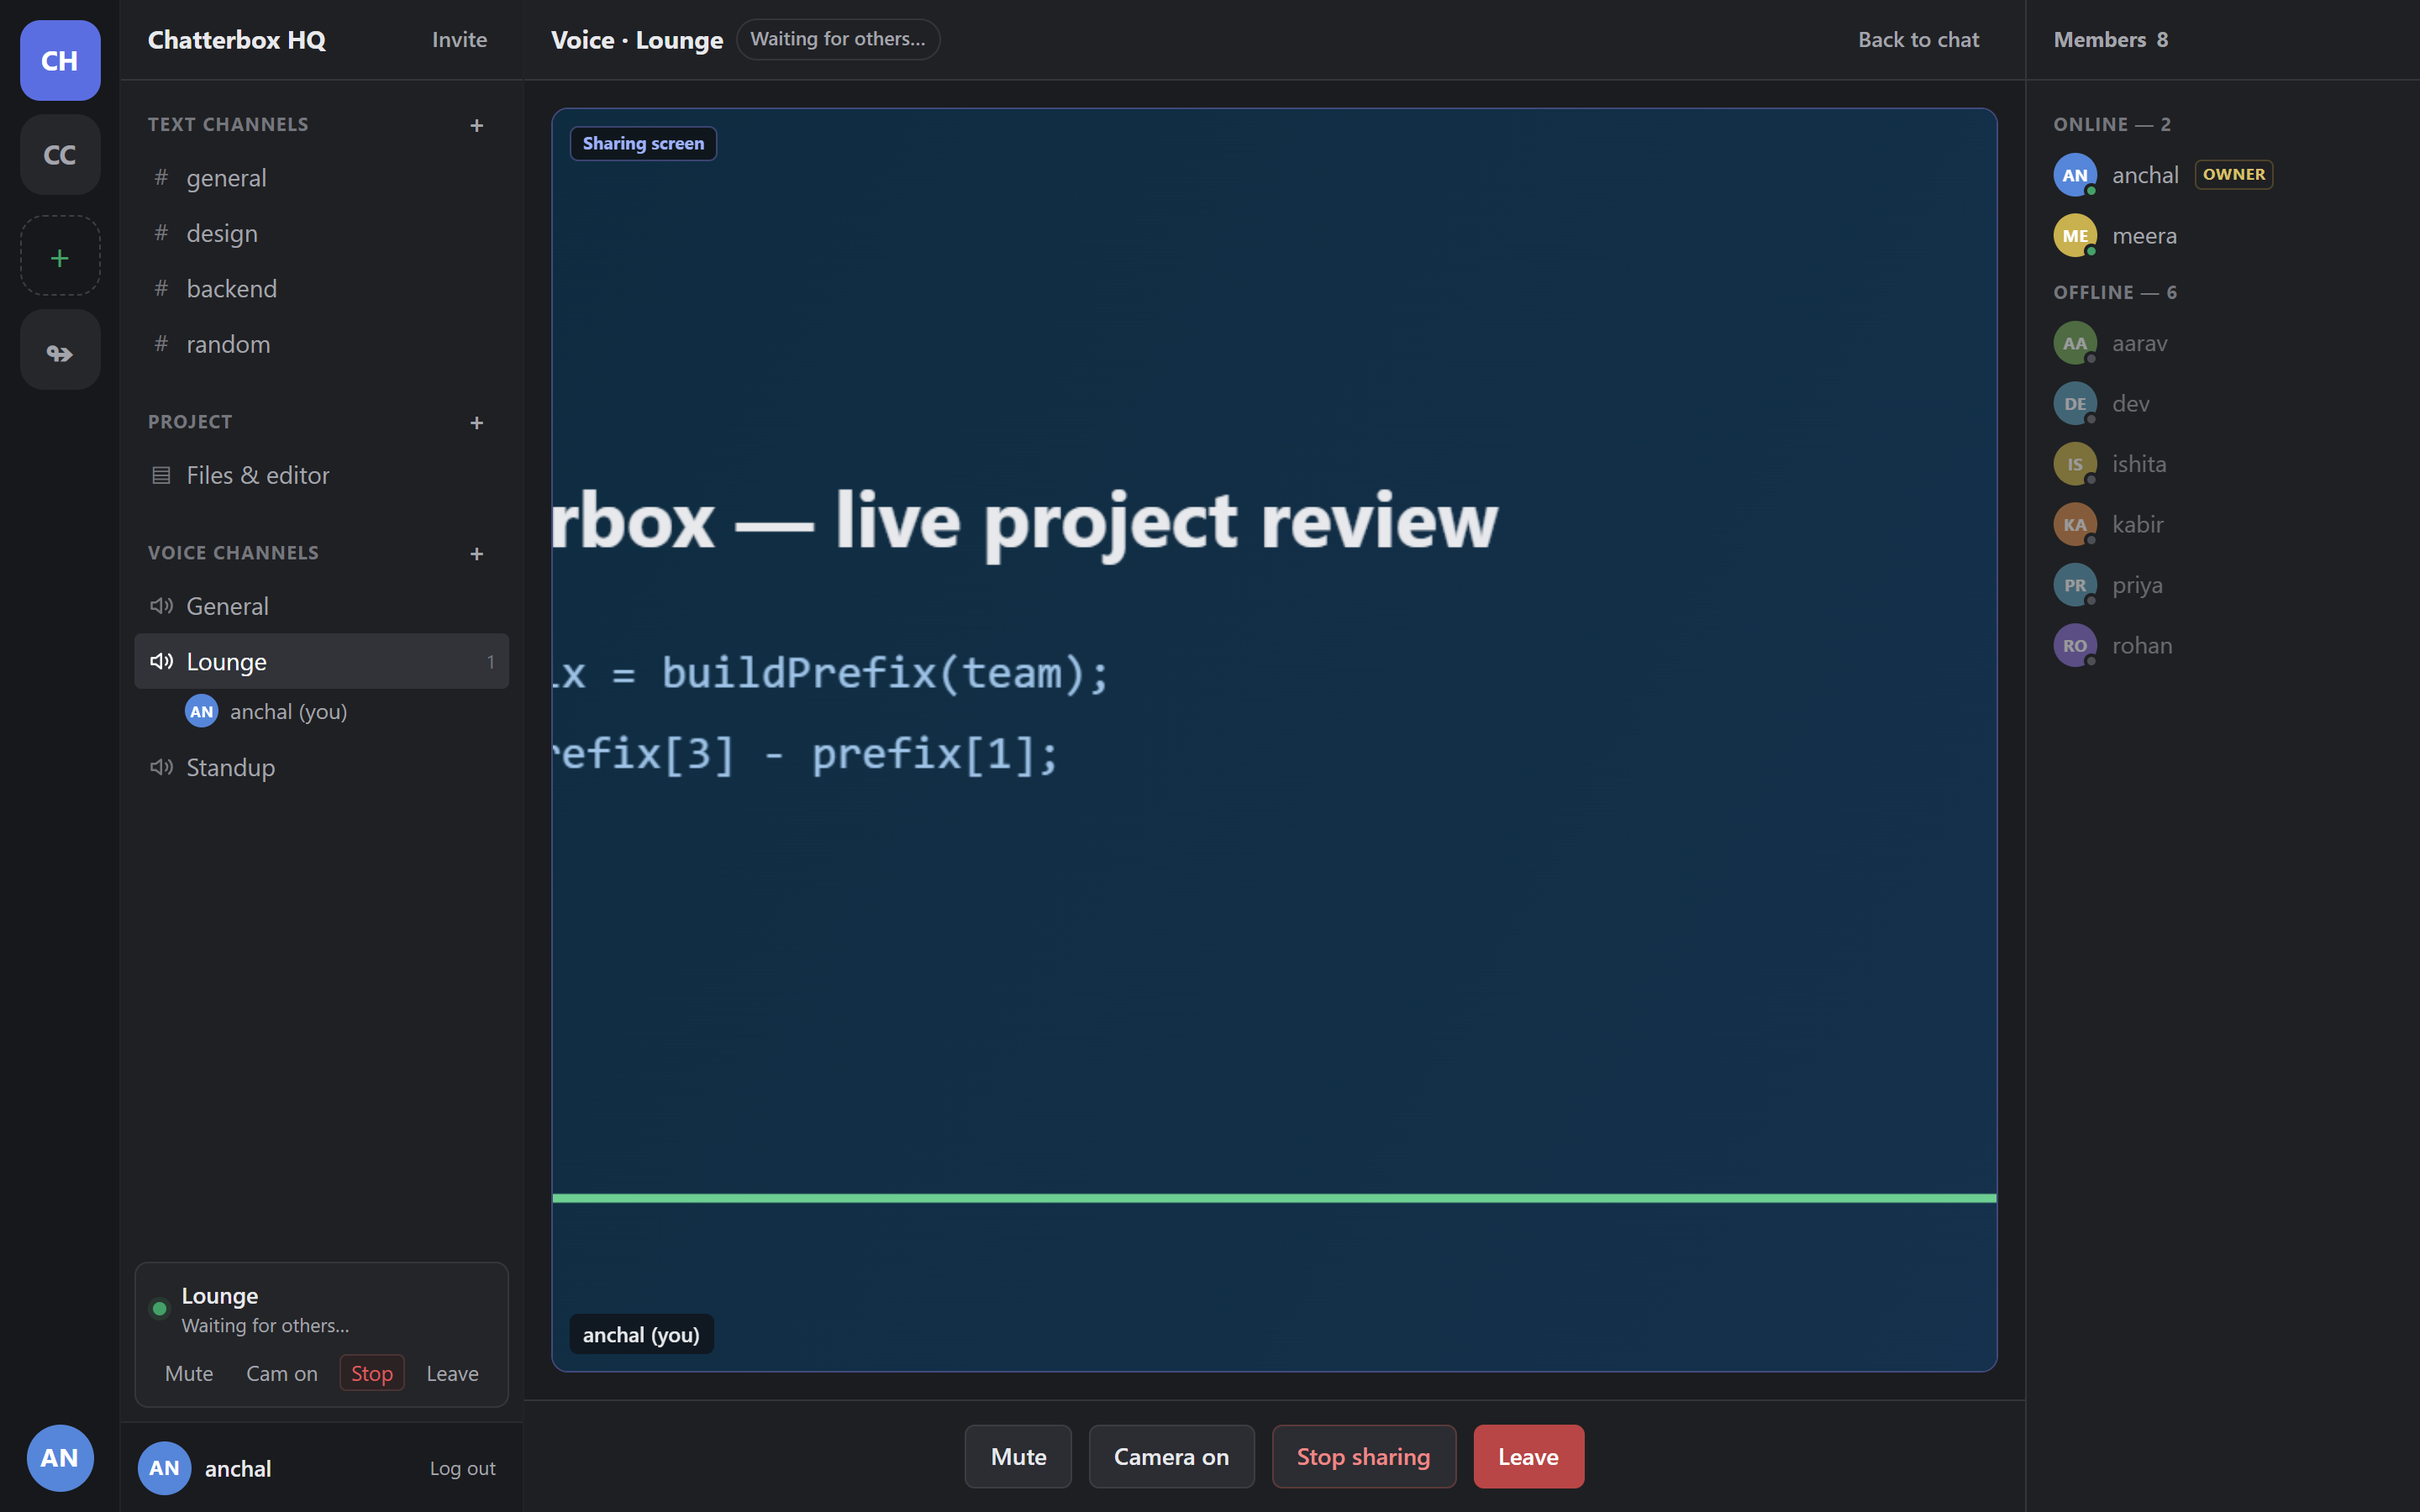 CH
CC
+
AN
Chatterbox HQ
Invite
TEXT CHANNELS
+
# general
# design
# backend
# random
PROJECT
+
Files & editor
VOICE CHANNELS
+
General
Lounge
1
AN
anchal (you)
Standup
Lounge
Waiting for others...
Mute
Cam on
Stop
Leave
AN
anchal
Log out
Voice · Lounge
Waiting for others...
Back to chat
Sharing screen
rbox — live project review
ix = buildPrefix(team);
refix[3] - prefix[1];
anchal (you)
Mute
Camera on
Stop sharing
Leave
Members 8
ONLINE — 2
AN
anchal
OWNER
ME
meera
OFFLINE — 6
AA
aarav
DE
dev
IS
ishita
KA
kabir
PR
priya
RO
rohan